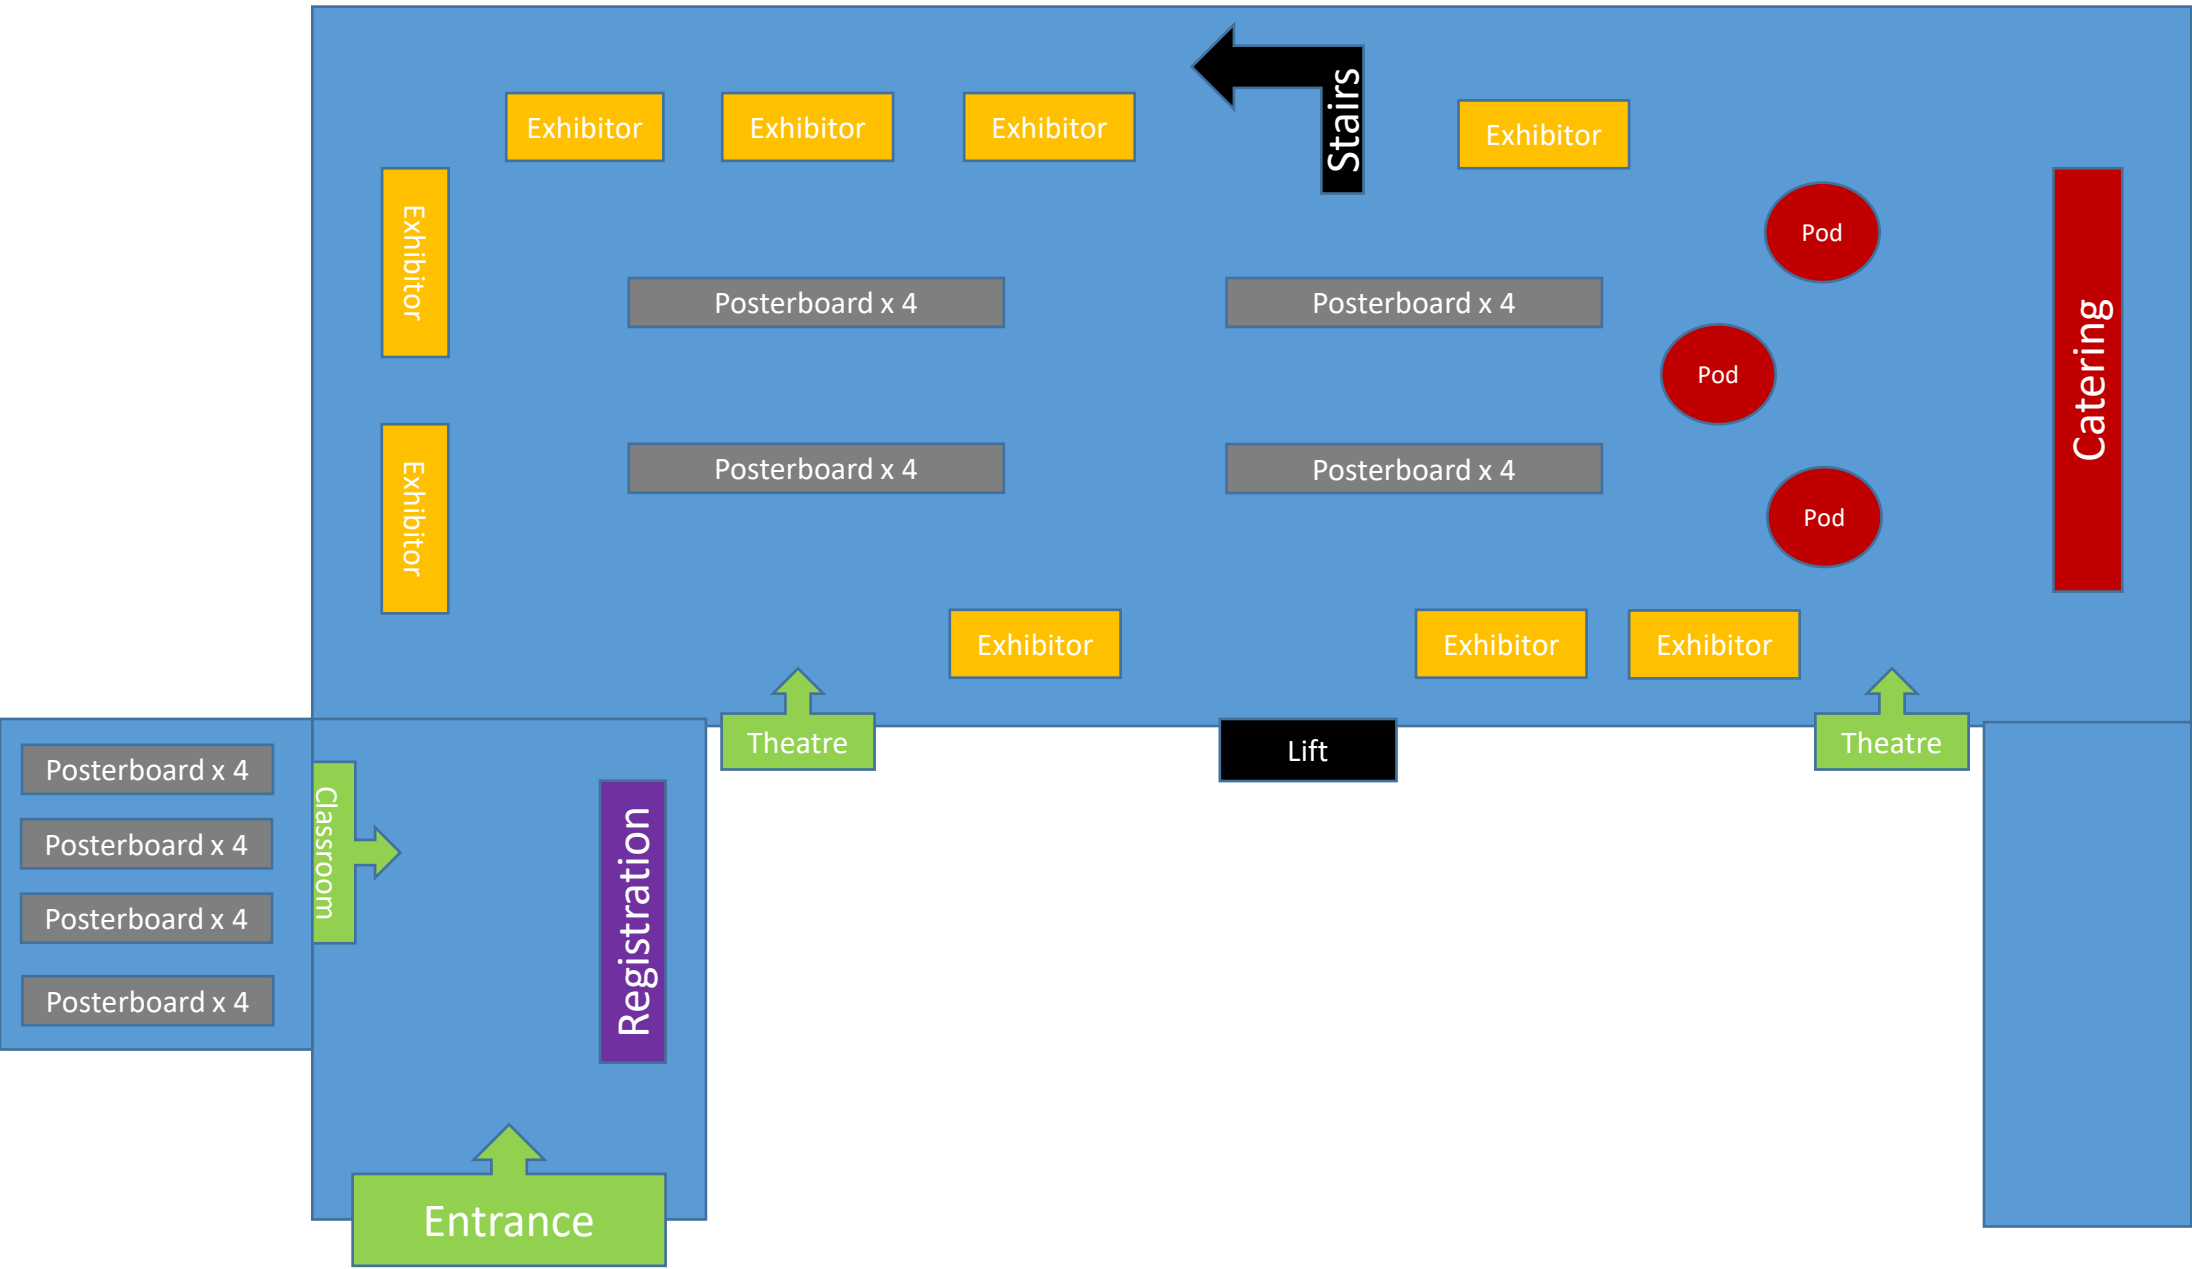 Stairs
Exhibitor
Exhibitor
Exhibitor
Exhibitor
Exhibitor
Pod
Posterboard x 4
Posterboard x 4
Catering
Pod
Exhibitor
Posterboard x 4
Posterboard x 4
Pod
Exhibitor
Exhibitor
Exhibitor
Theatre
Lift
Theatre
Posterboard x 4
Classroom
Registration
Posterboard x 4
Posterboard x 4
Posterboard x 4
Entrance